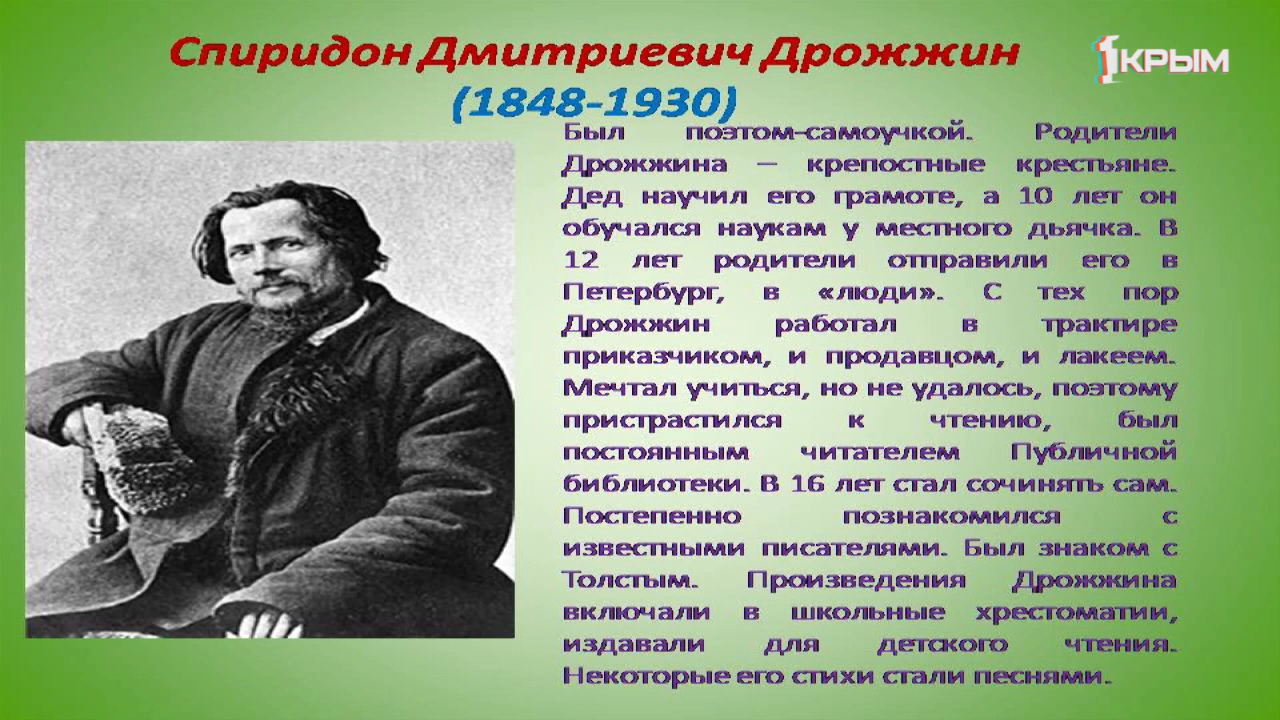 Спиридон Дмитриевич Дрожжин
(1848-1930)
1КРЫМ
Был поэтом-самоучкой. Родители
Дрожжина – крепостные крестьяне.
Дед научил его грамоте, а 10 лет он
обучался наукам у местного дьячка. В
12 лет родители отправили его в
Петербург, в «люди». С тех пор
Дрожжин работал в трактире
приказчиком, и продавцом, и лакеем.
Мечтал учиться, но не удалось, поэтому
пристрастился к чтению, был
постоянным читателем Публичной
библиотеки. В 16 лет стал сочинять сам.
Постепенно познакомился с
известными писателями. Был знаком с
Толстым. Произведения Дрожжина
включали в школьные хрестоматии,
издавали для детского чтения.
Некоторые его стихи стали песнями.